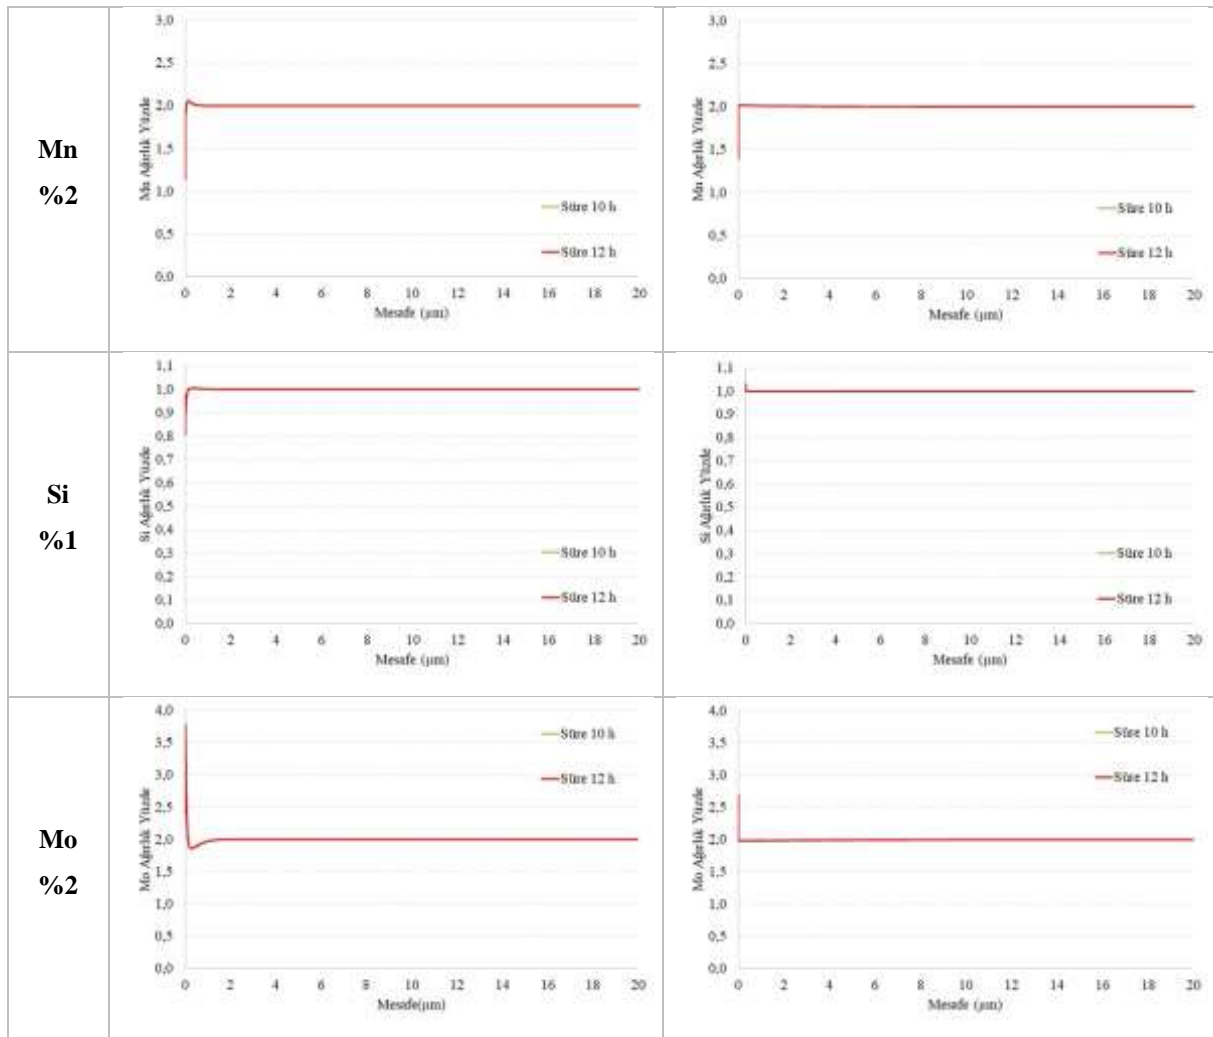 Mn
%2
3,0
2,5
2,0
1,5
1,0
0,5
0,0
Mn Ağırlık Yüzde
Süre 10 h
Süre 12 h
0 2 4 6 8 10 12 14 16 18 20
Mesafe (µm)
3,0
2,5
2,0
1,5
1,0
0,5
0,0
Mn Ağırlık Yüzde
Süre 10 h
Süre 12 h
0 2 4 6 8 10 12 14 16 18 20
Mesafe (µm)
Si
%1
1,1
1,0
0,9
0,8
0,7
0,6
0,5
0,4
0,3
0,2
0,1
0,0
Si Ağırlık Yüzde
Süre 10 h
Süre 12 h
0 2 4 6 8 10 12 14 16 18 20
Mesafe (µm)
1,1
1,0
0,9
0,8
0,7
0,6
0,5
0,4
0,3
0,2
0,1
0,0
Si Ağırlık Yüzde
Süre 10 h
Süre 12 h
0 2 4 6 8 10 12 14 16 18 20
Mesafe (µm)
Mo
%2
4,0
3,5
3,0
2,5
2,0
1,5
1,0
0,5
0,0
Mo Ağırlık Yüzde
Süre 10 h
Süre 12 h
0 2 4 6 8 10 12 14 16 18 20
Mesafe(µm)
4,0
3,5
3,0
2,5
2,0
1,5
1,0
0,5
0,0
Mo Ağırlık Yüzde
Süre 10 h
Süre 12 h
0 2 4 6 8 10 12 14 16 18 20
Mesafe (µm)